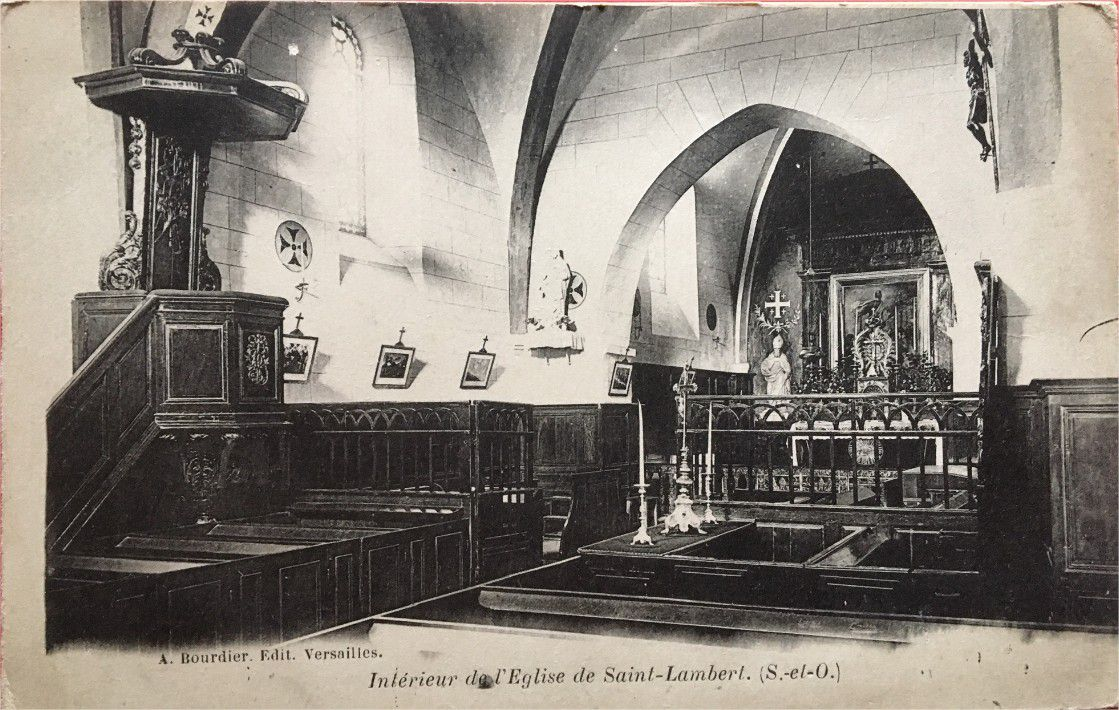 A. Bourdier. Edit. Versailles.
Intérieur de l'Eglise de Saint-Lambert. (S.-et-O.)